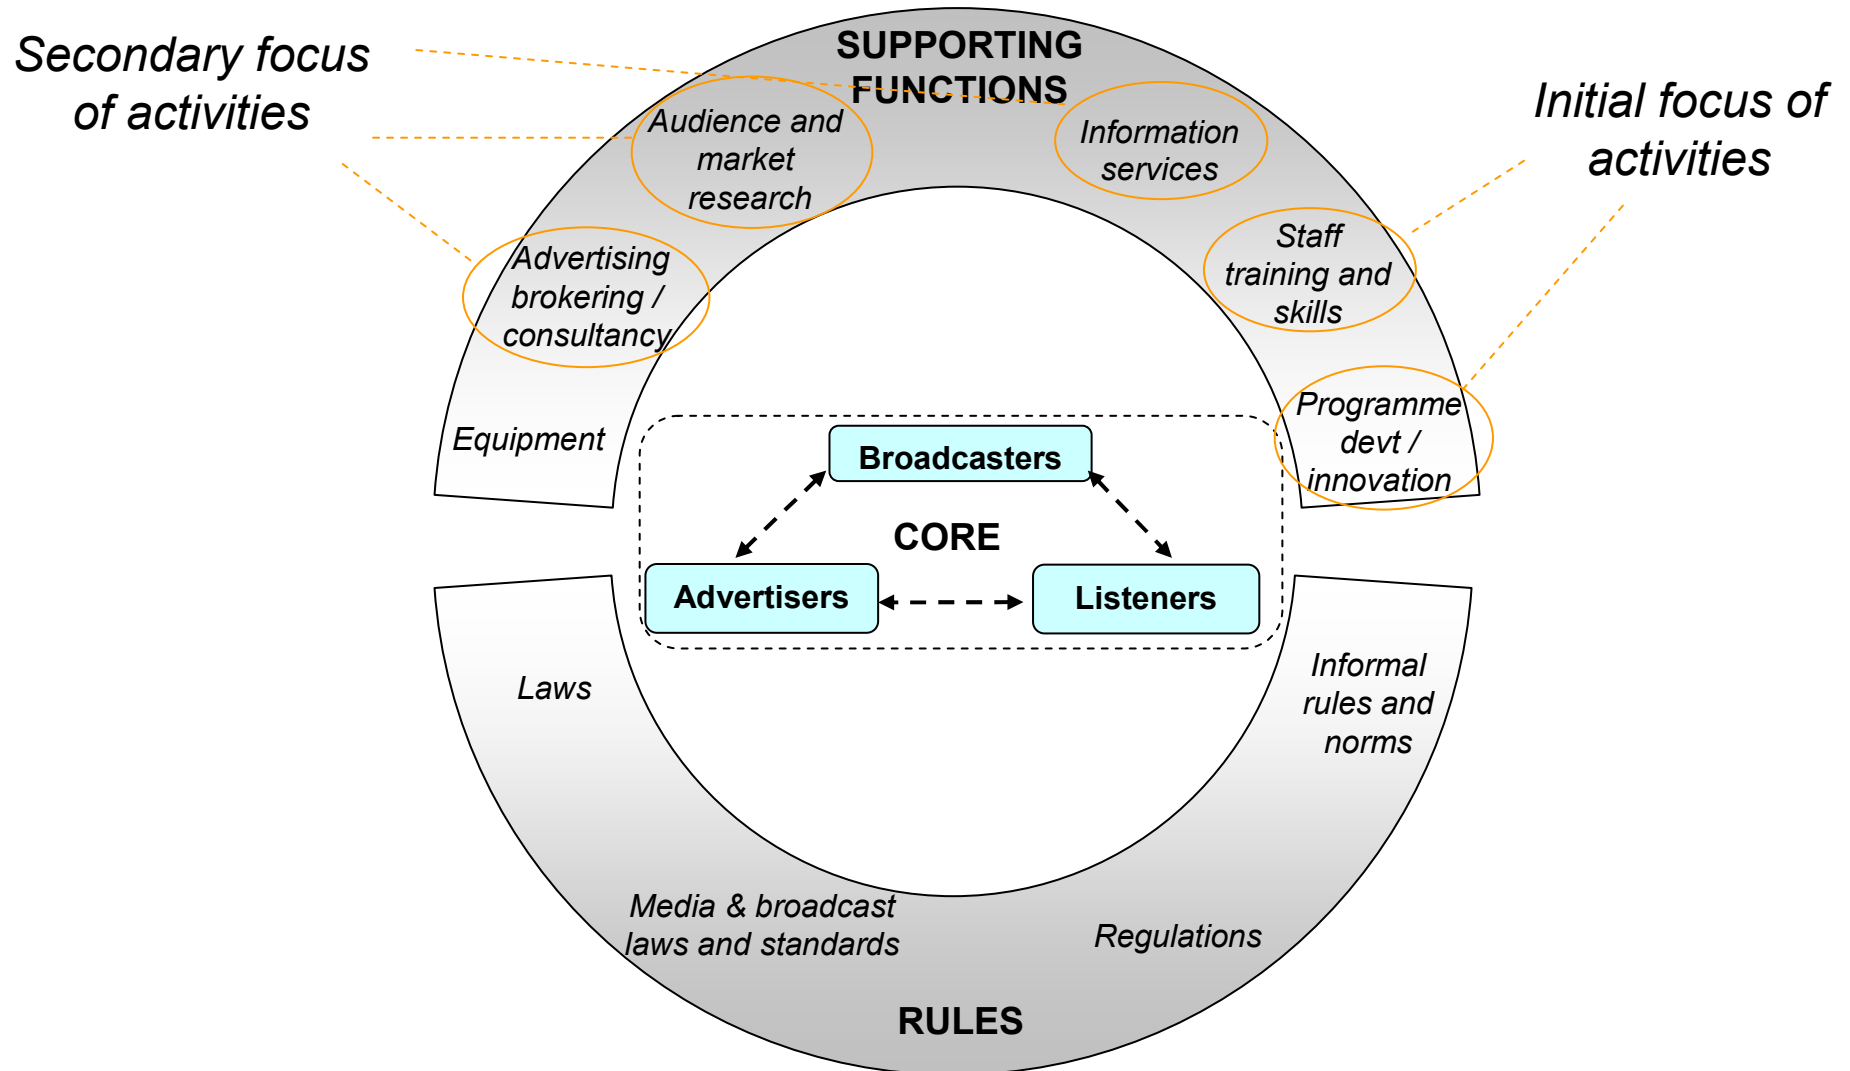 Secondary focus
of activities
SUPPORTING
FUNCTIONS
Initial focus of
activities
Audience and
market
research
Information
services
Advertising
brokering /
consultancy
Staff
training and
skills
Equipment
Programme
devt /
innovation
Broadcasters
CORE
Advertisers
Listeners
Laws
Informal
rules and
norms
Media & broadcast
laws and standards
Regulations
RULES